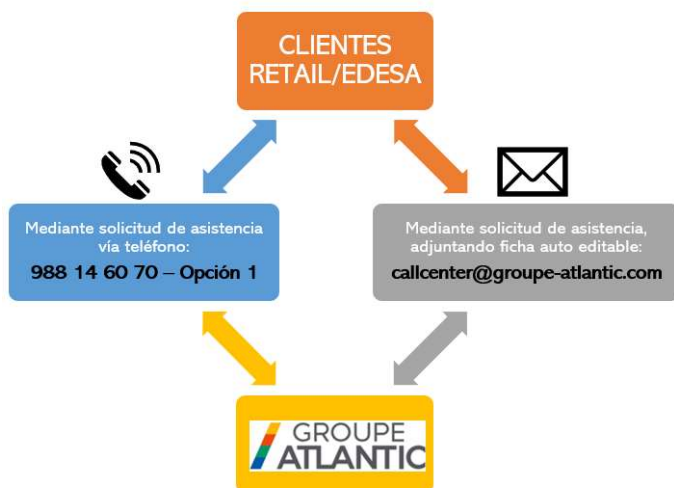 CLIENTES
RETAIL/EDESA
Mediante solicitud de asistencia
vía teléfono:
988 14 60 70 – Opción 1
Mediante solicitud de asistencia,
adjuntando ficha auto editable:
callcenter@groupe-atlantic.com
GROUPE
ATLANTIC